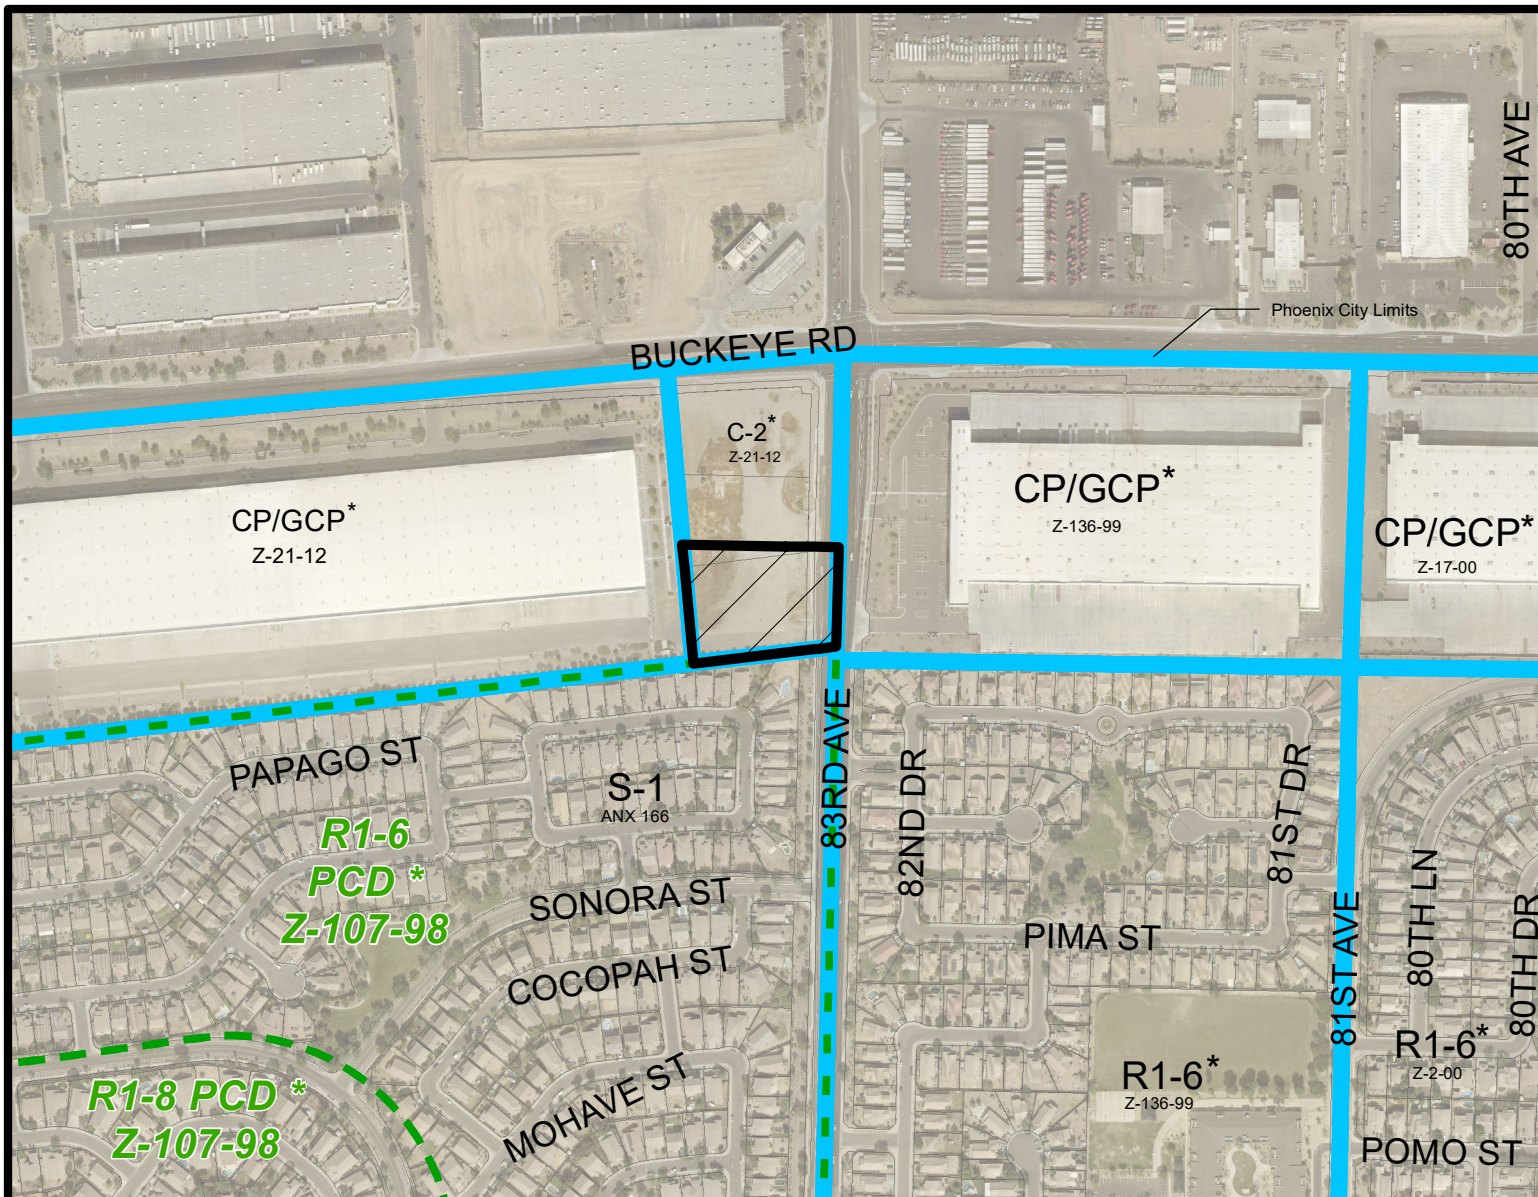 80TH AVE
Phoenix City Limits
BUCKEYE RD
C-2*
Z-21-12
CP/GCP*
Z-21-12
CP/GCP*
Z-136-99
CP/GCP*
Z-17-00
PAPAGO ST
S-1
ANX 166
83RD AVE
82ND DR
81ST DR
R1-6
PCD *
Z-107-98
SONORA ST
COCOPAH ST
PIMA ST
81ST AVE
80TH LN
80TH DR
R1-6*
Z-2-00
R1-6*
Z-136-99
R1-8 PCD *
Z-107-98
MOHAVE ST
POMO ST